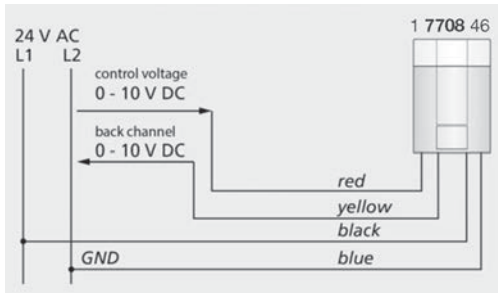 24 V AC
L1 L2
control voltage
0 - 10 V DC
back channel
0 - 10 V DC
1 7708 46
red
yellow
black
GND
blue